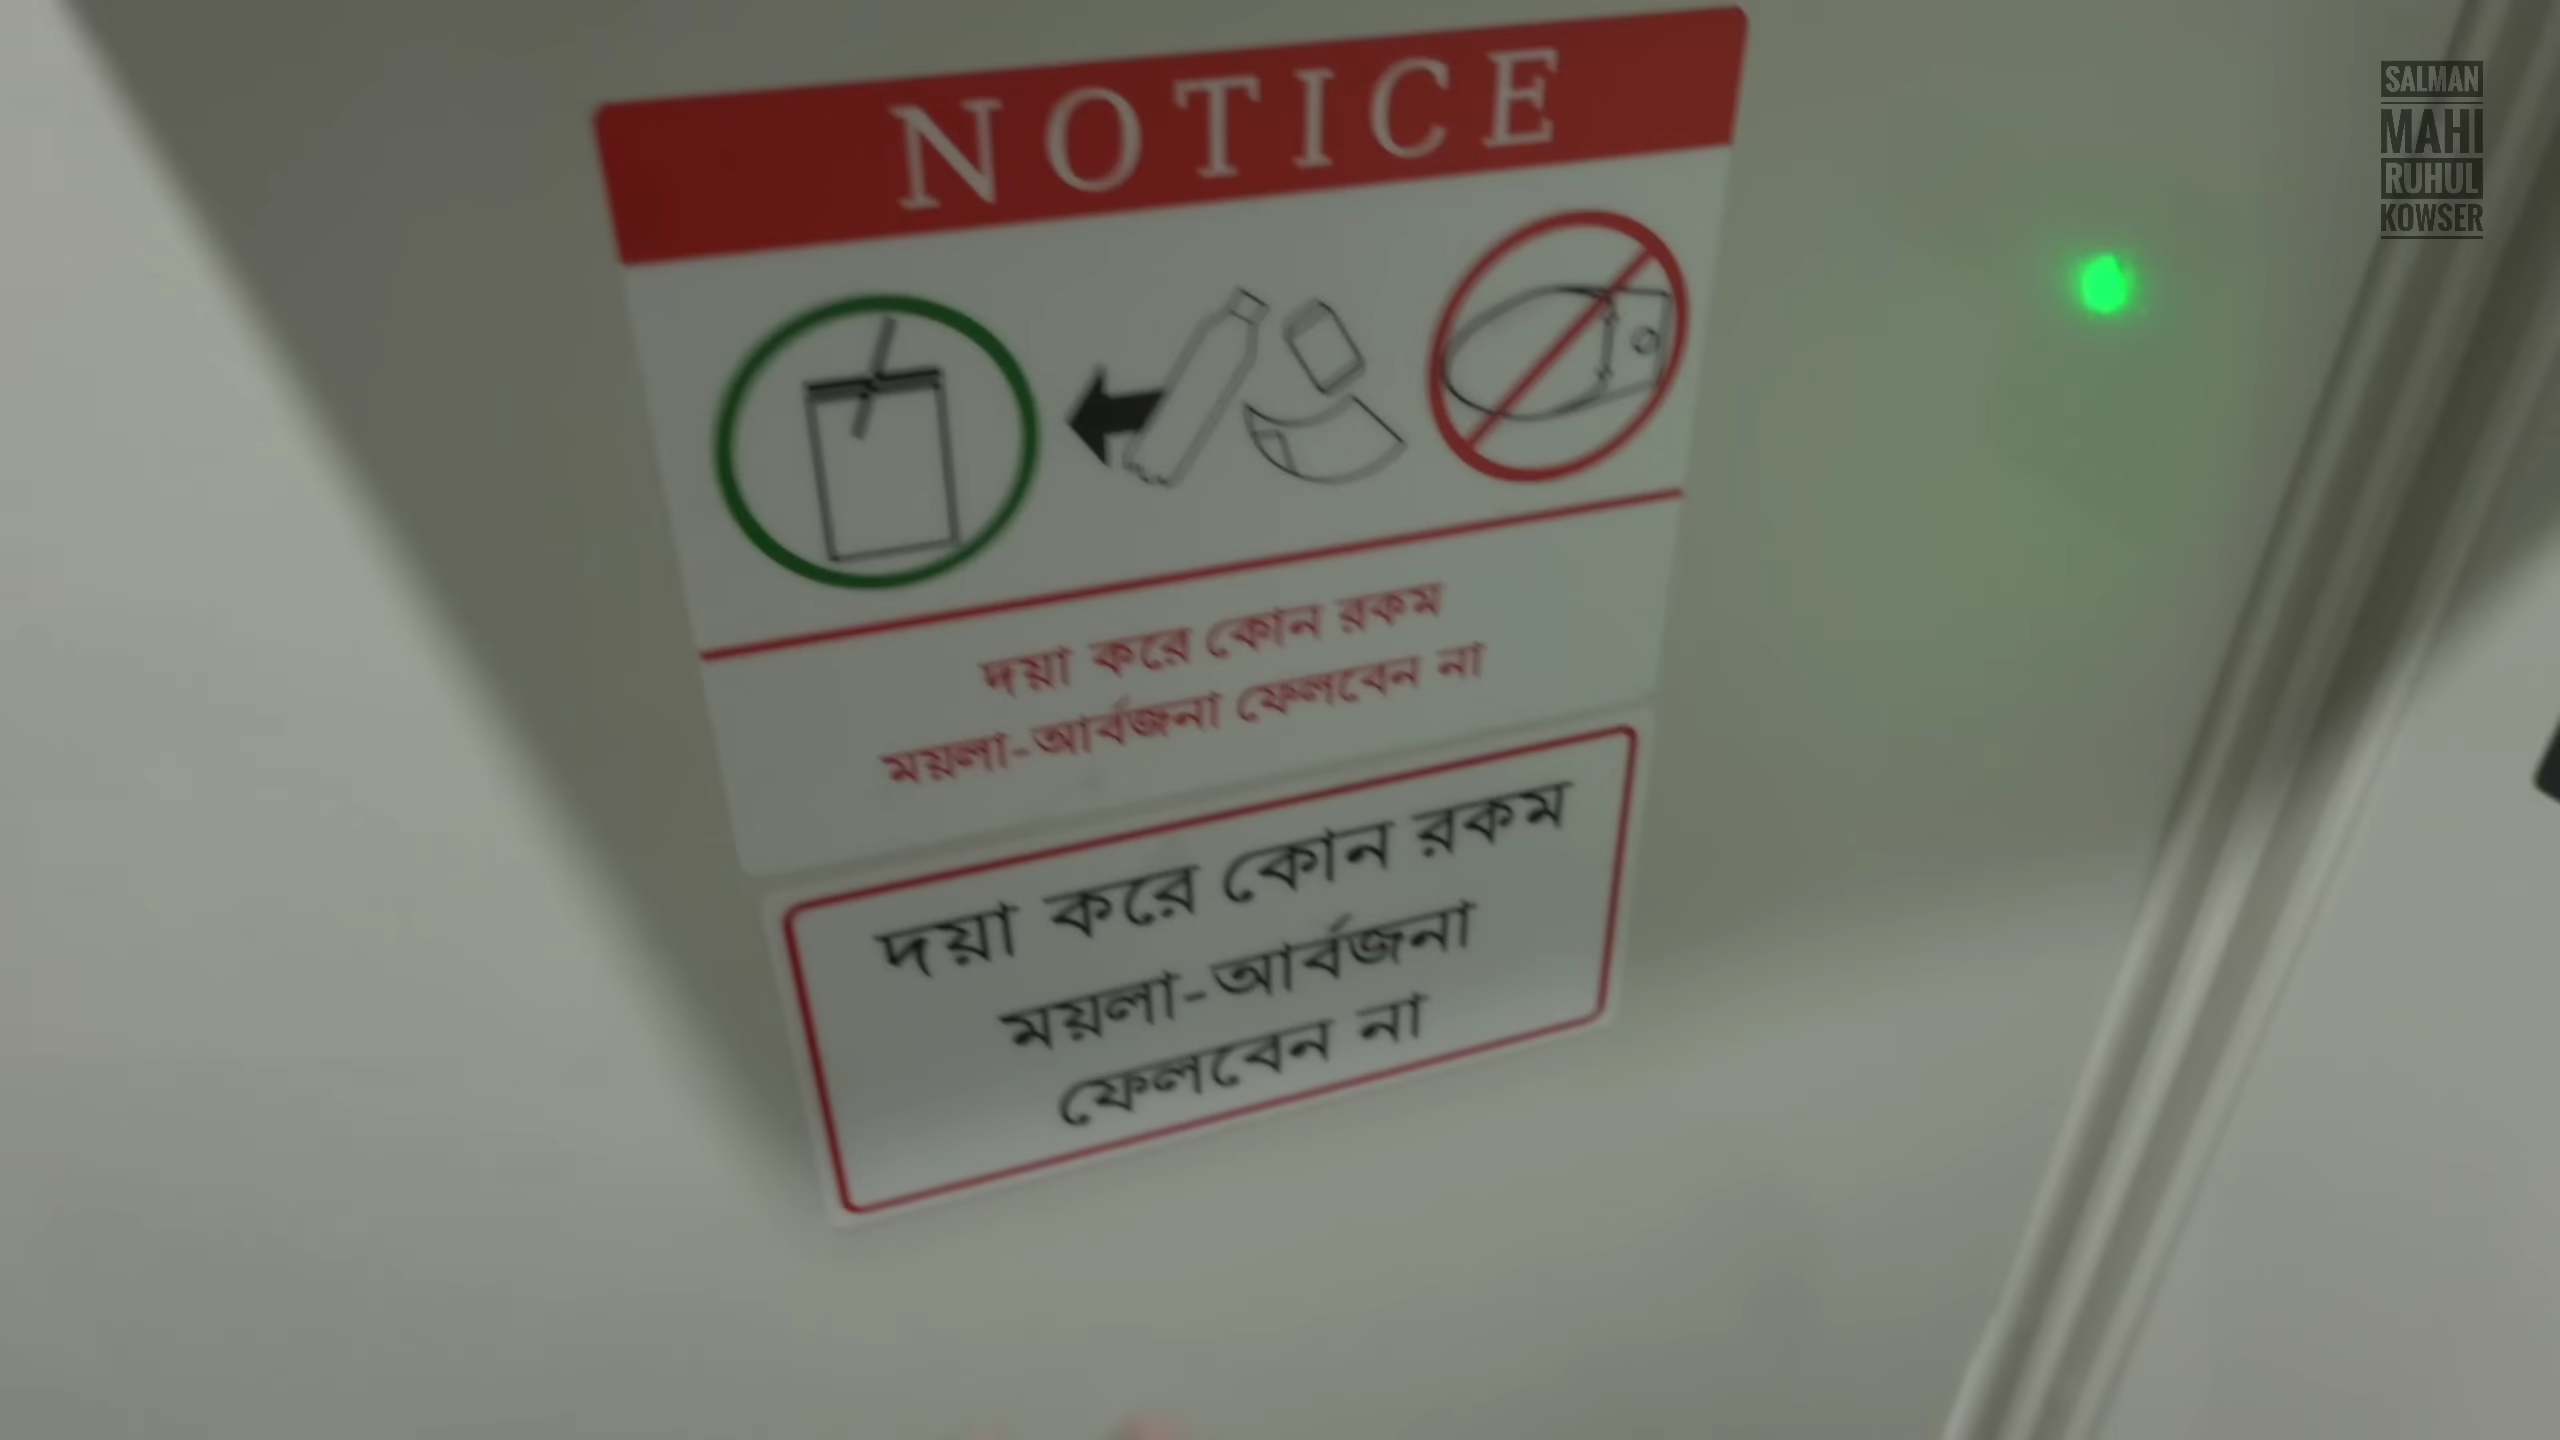 NOTICE
দয়া করে কোন রকম
ময়লা-আর্বজনা ফেলবেন না
দয়া করে কোন রকম
ময়লা-আর্বজনা
ফেলবেন না
SALMAN
MAHI
RUHUL
KOWSER